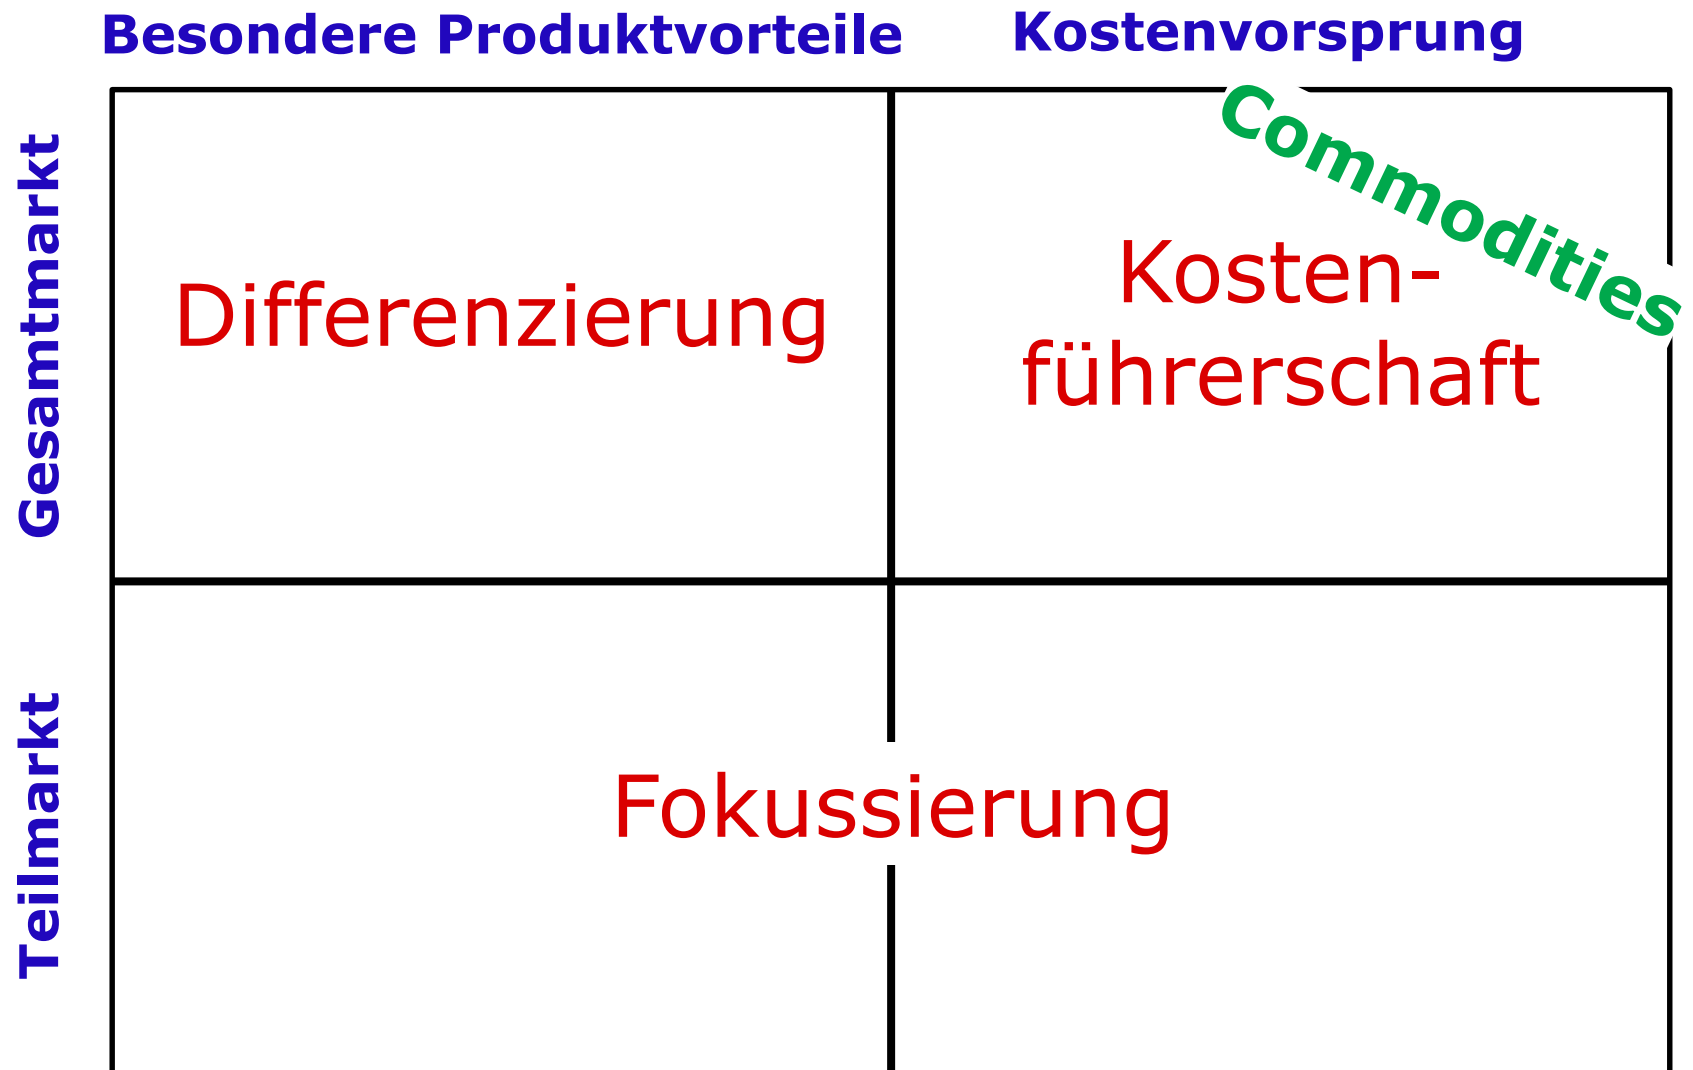 Besondere Produktvorteile
Kostenvorsprung
Gesamtmarkt
Differenzierung
Commodities
Kosten-
führerschaft
Teilmarkt
Fokussierung